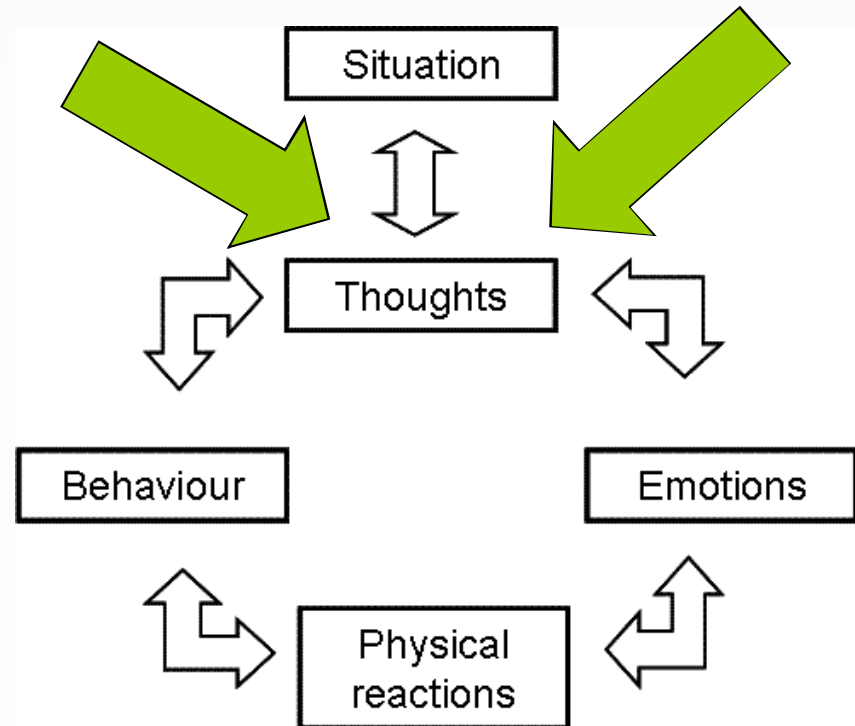 Situation
Thoughts
Behaviour
Emotions
Physical
reactions